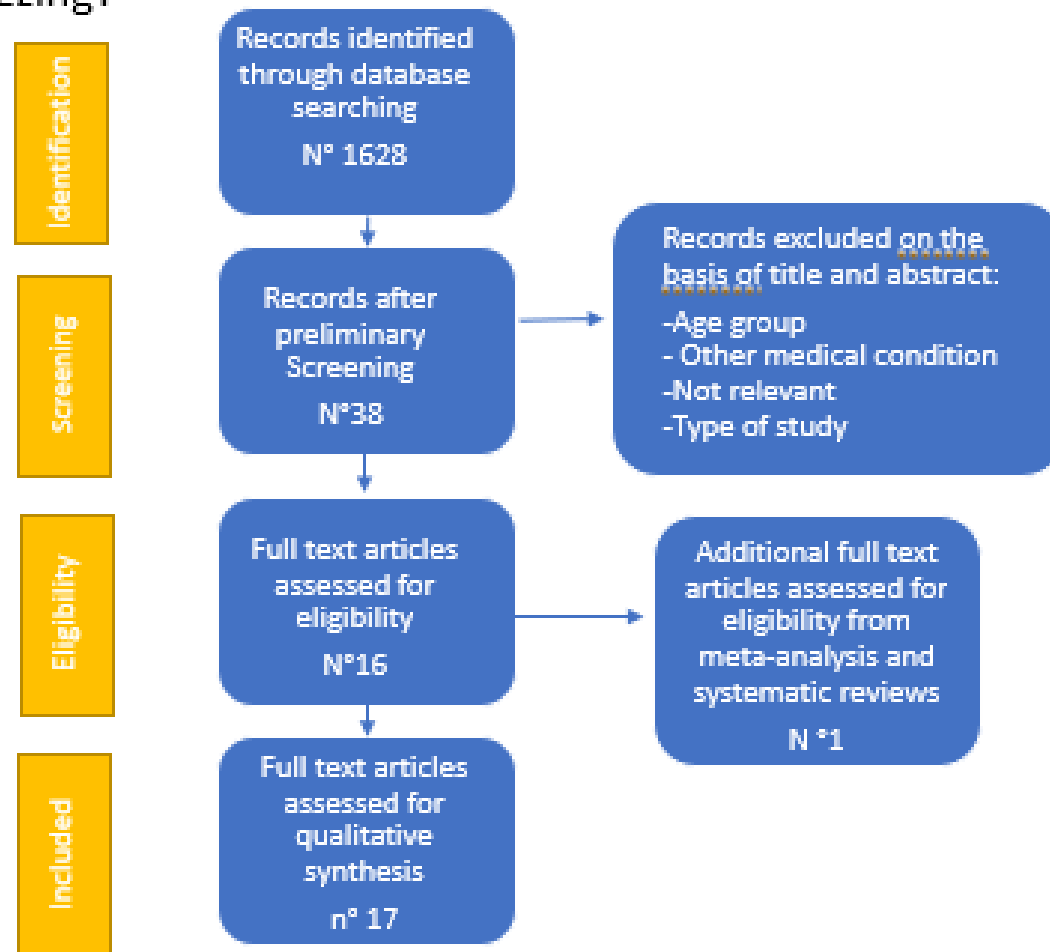 Identification
Records identified
through database
searching
N° 1628
Screening
Records after
preliminary
Screening
N°38
Records excluded on the
basis of title and abstract:
-Age group
- Other medical condition
-Not relevant
-Type of study
Eligibility
Full text articles
assessed for
eligibility
N°16
Additional full text
articles assessed for
eligibility from
meta-analysis and
systematic reviews
N °1
Included
Full text articles
assessed for
qualitative
synthesis
n° 17